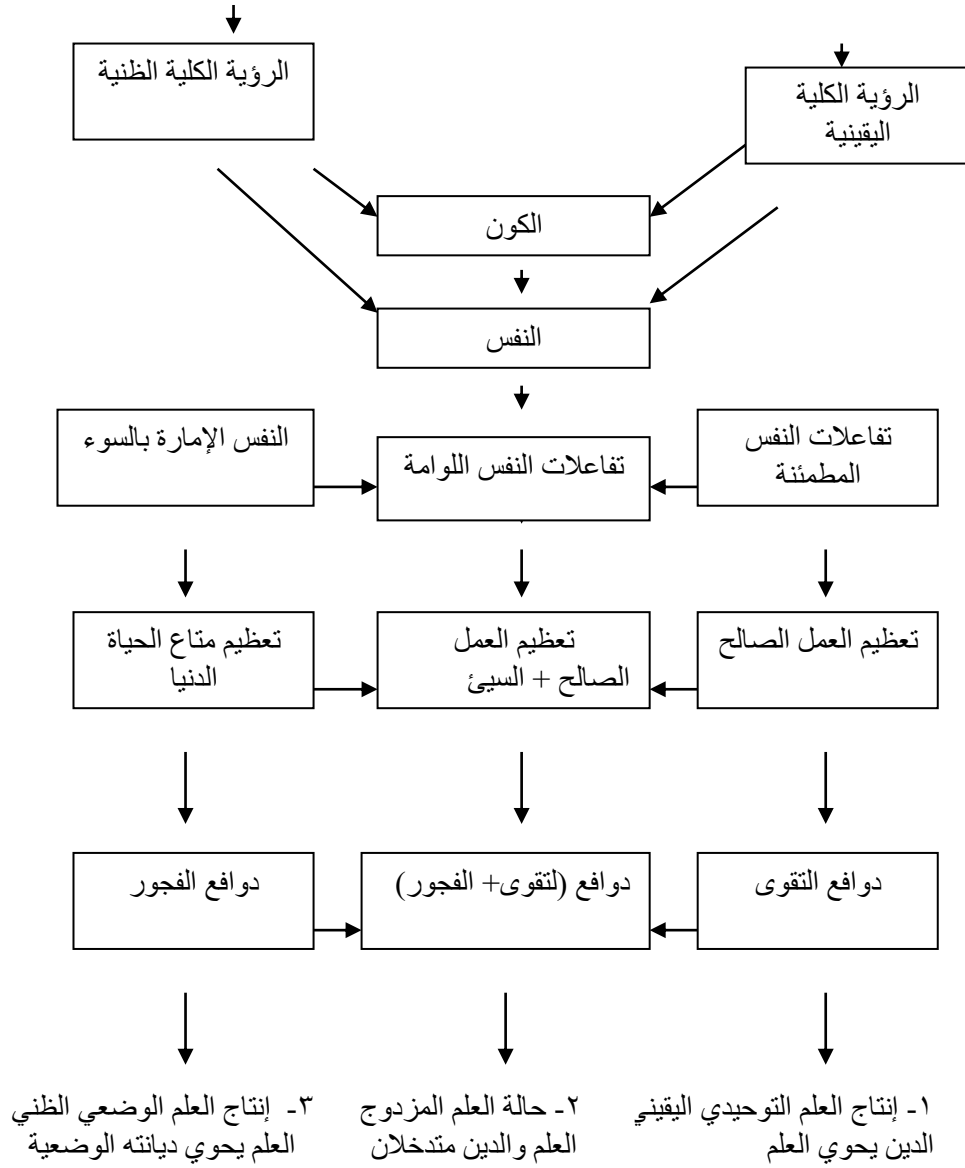 الرؤية الكلية
اليقينية
الرؤية الكلية الظنية
الكون
النفس
تفاعلات النفس
المطمئنة
تفاعلات النفس اللوامة
النفس الإمارة بالسوء
تعظيم العمل الصالح
تعظيم العمل
الصالح + السيئ
تعظيم متاع الحياة
الدنيا
دوافع التقوى
دوافع (لتقوى+ الفجور)
دوافع الفجور
١- إنتاج العلم التوحيدي اليقيني
الدين يحوي العلم
٢- حالة العلم المزدوج
العلم والدين متدخلان
٣- إنتاج العلم الوضعي الظني
العلم يحوي ديانته الوضعية